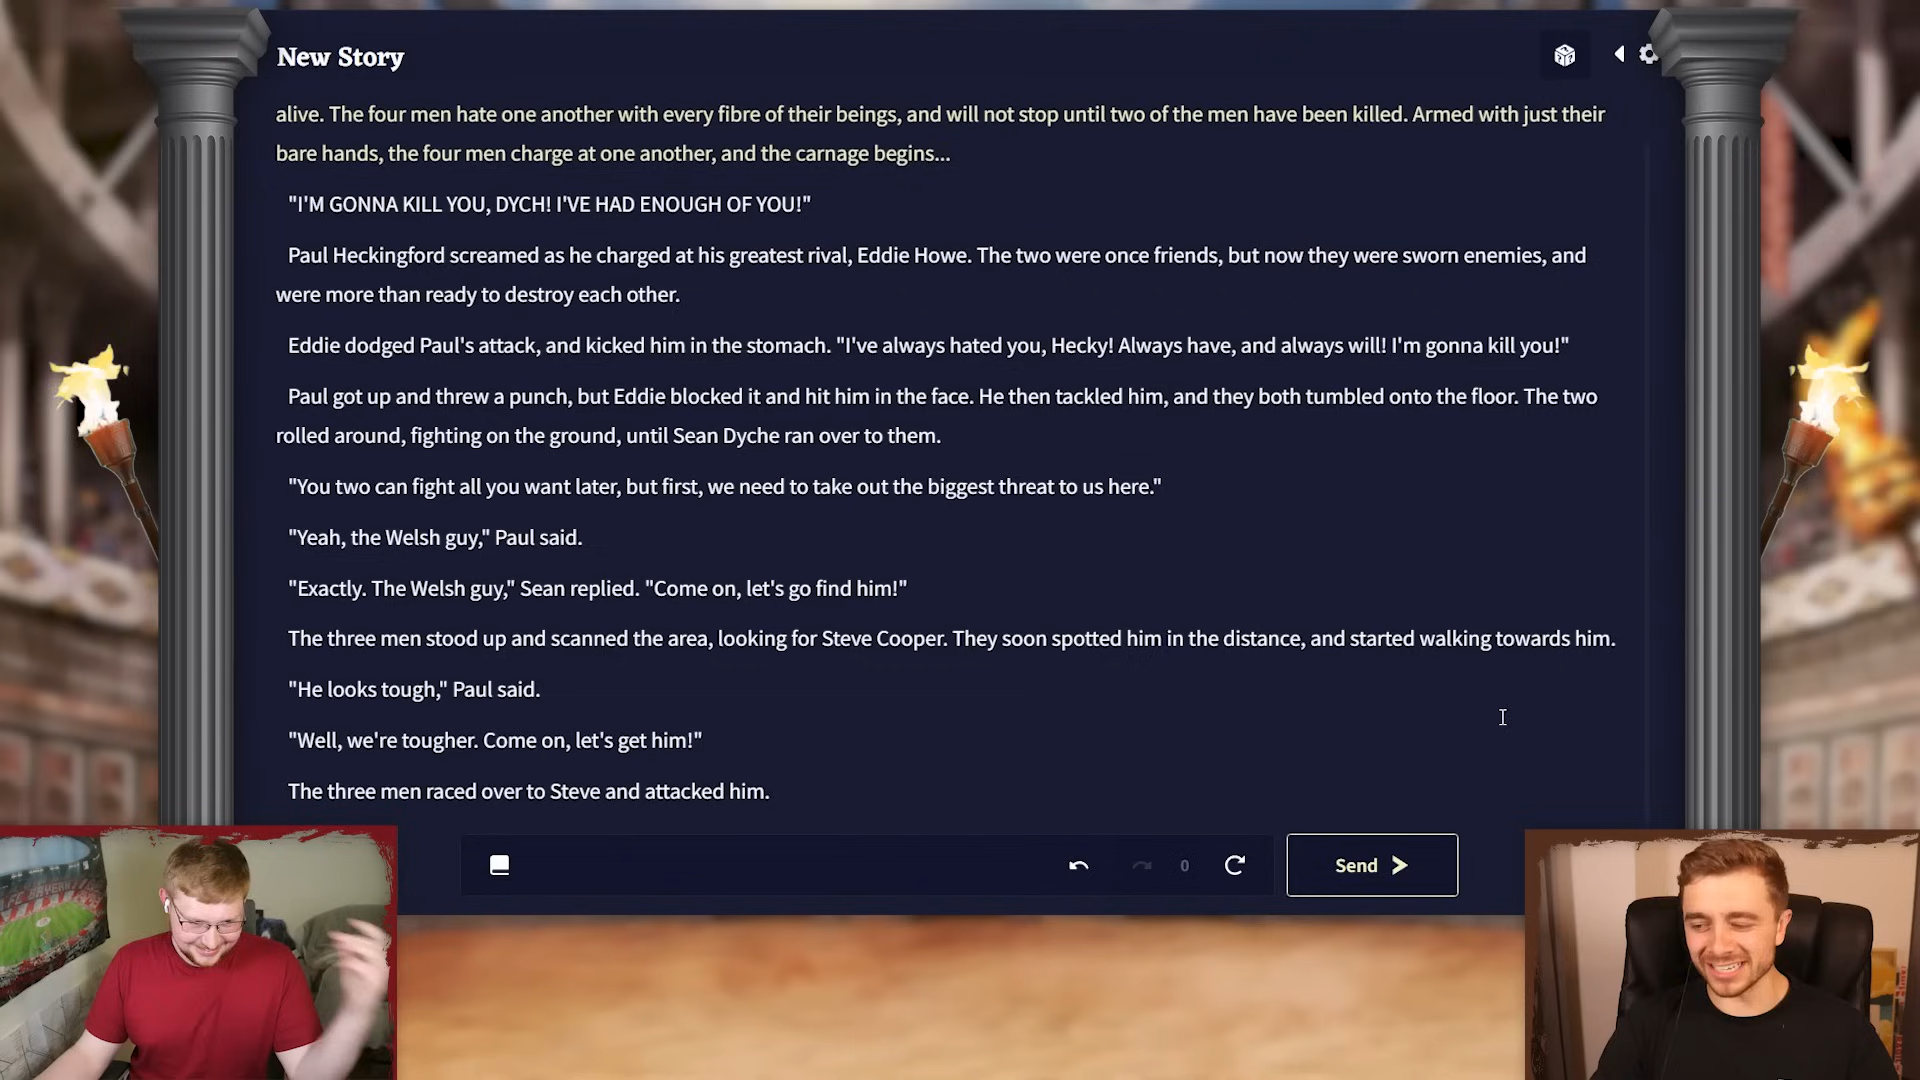 New Story
alive. The four men hate one another with every fibre of their beings, and will not stop until two of the men have been killed. Armed with just their
bare hands, the four men charge at one another, and the carnage begins...
"I'M GONNA KILL YOU, DYCH! I'VE HAD ENOUGH OF YOU!"
Paul Heckingford screamed as he charged at his greatest rival, Eddie Howe. The two were once friends, but now they were sworn enemies, and
were more than ready to destroy each other.
Eddie dodged Paul's attack, and kicked him in the stomach. "I've always hated you, Hecky! Always have, and always will! I'm gonna kill you!"
Paul got up and threw a punch, but Eddie blocked it and hit him in the face. He then tackled him, and they both tumbled onto the floor. The two
rolled around, fighting on the ground, until Sean Dyche ran over to them.
"You two can fight all you want later, but first, we need to take out the biggest threat to us here."
"Yeah, the Welsh guy," Paul said.
"Exactly. The Welsh guy," Sean replied. "Come on, let's go find him!"
The three men stood up and scanned the area, looking for Steve Cooper. They soon spotted him in the distance, and started walking towards him.
"He looks tough," Paul said.
"Well, we're tougher. Come on, let's get him!"
The three men raced over to Steve and attacked him.
0
Send